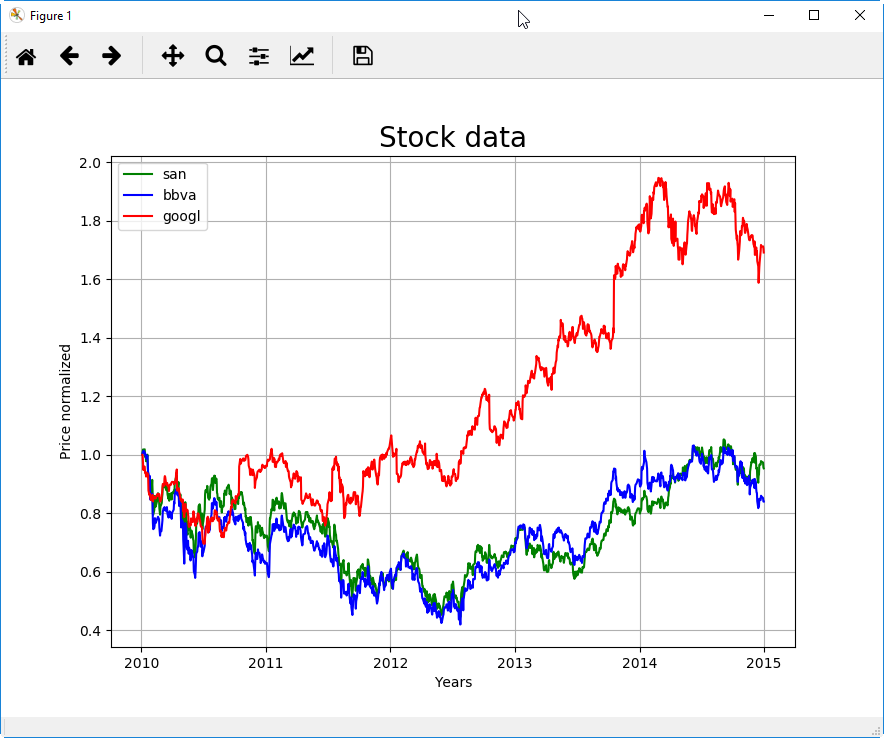 Figure 1
Stock data
san
bbva
googl
2.0
1.8
1.6
1.4
1.2
1.0
0.8
0.6
0.4
Price normalized
2010 2011 2012 2013 2014 2015
Years